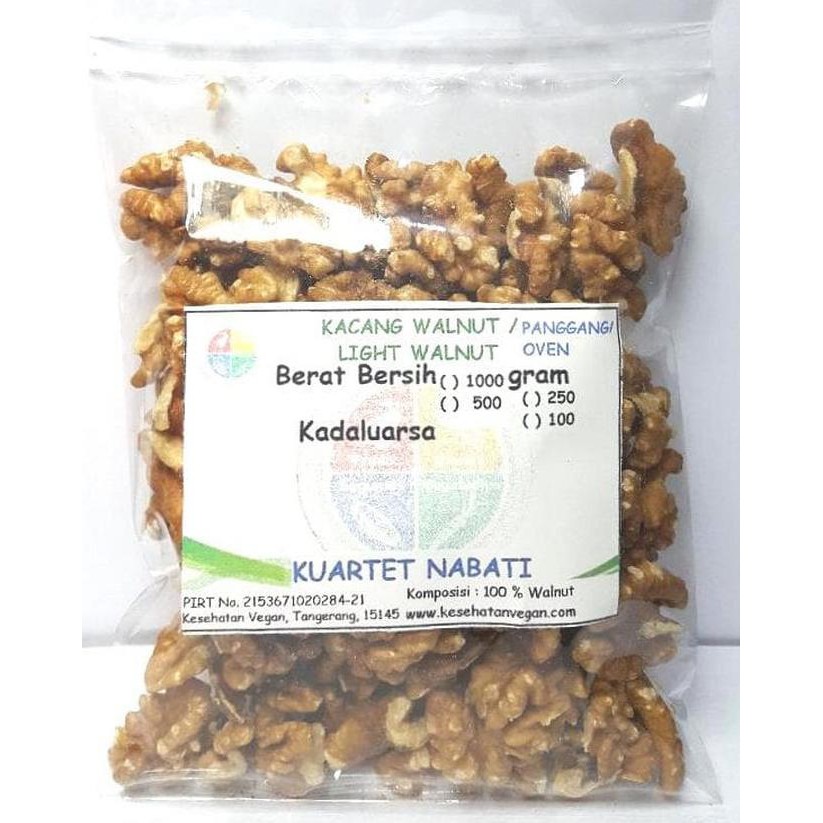 KACANG WALNUT / PANGGANG/
LIGHT WALNUT OVEN
Berat Bersih ( ) 1000 gram
( ) 500 ( ) 250
( ) 100
Kadaluarsa
KUARTET NABATI
PIRT No. 2153671020284-21 Komposisi : 100 % Walnut
Kesehatan Vegan, Tangerang, 15145 www.kesehatanvegan.com